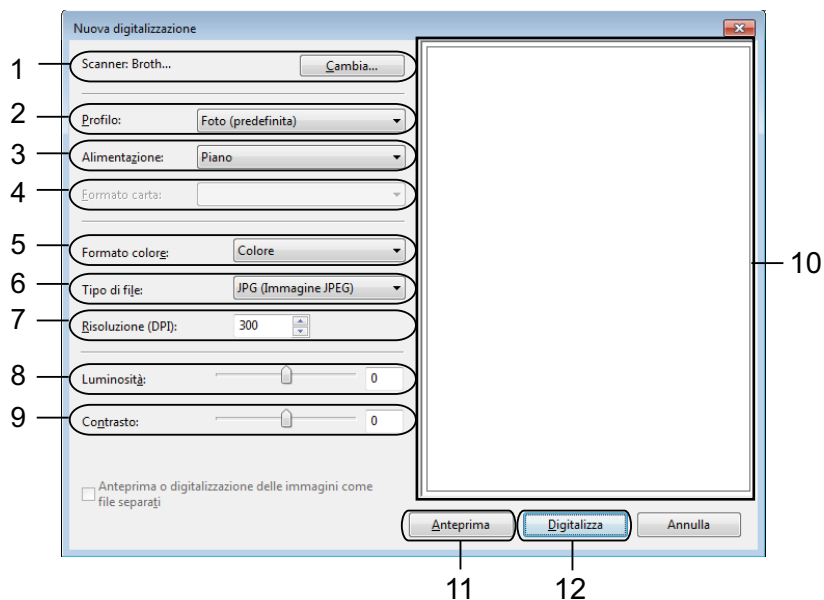 Nuova digitalizzazione
1 Scanner: Broth... Cambia...
2 Profilo: Foto (predefinita)
3 Alimentazione: Piano
4 Formato carta:
5 Formato colore: Colore
6 Tipo di file: JPG (Immagine JPEG)
7 Risoluzione (DPI): 300
8 Luminosità: 0
9 Contrasto: 0
10
Anteprima o digitalizzazione delle immagini come
file separati
Anteprima Digitalizza Annulla
11 12